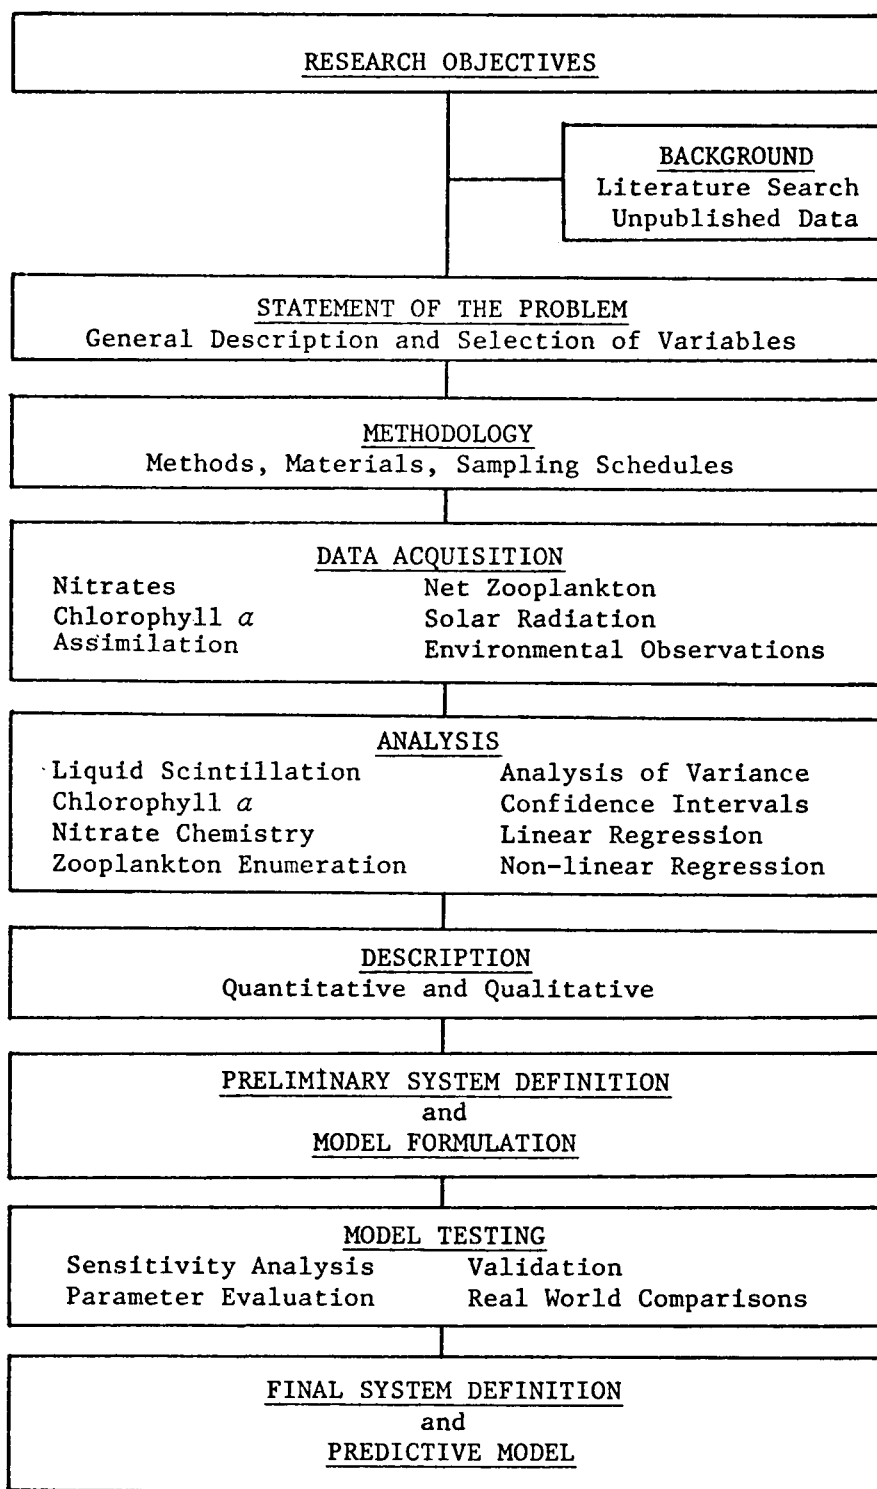 RESEARCH OBJECTIVES
BACKGROUND
Literature Search
Unpublished Data
STATEMENT OF THE PROBLEM
General Description and Selection of Variables
METHODOLOGY
Methods, Materials, Sampling Schedules
DATA ACQUISITION
Nitrates
Chlorophyll a
Assimilation
Net Zooplankton
Solar Radiation
Environmental Observations
ANALYSIS
Liquid Scintillation
Chlorophyll a
Nitrate Chemistry
Zooplankton Enumeration
Analysis of Variance
Confidence Intervals
Linear Regression
Non-linear Regression
DESCRIPTION
Quantitative and Qualitative
PRELIMINARY SYSTEM DEFINITION
and
MODEL FORMULATION
MODEL TESTING
Sensitivity Analysis
Parameter Evaluation
Validation
Real World Comparisons
FINAL SYSTEM DEFINITION
and
PREDICTIVE MODEL